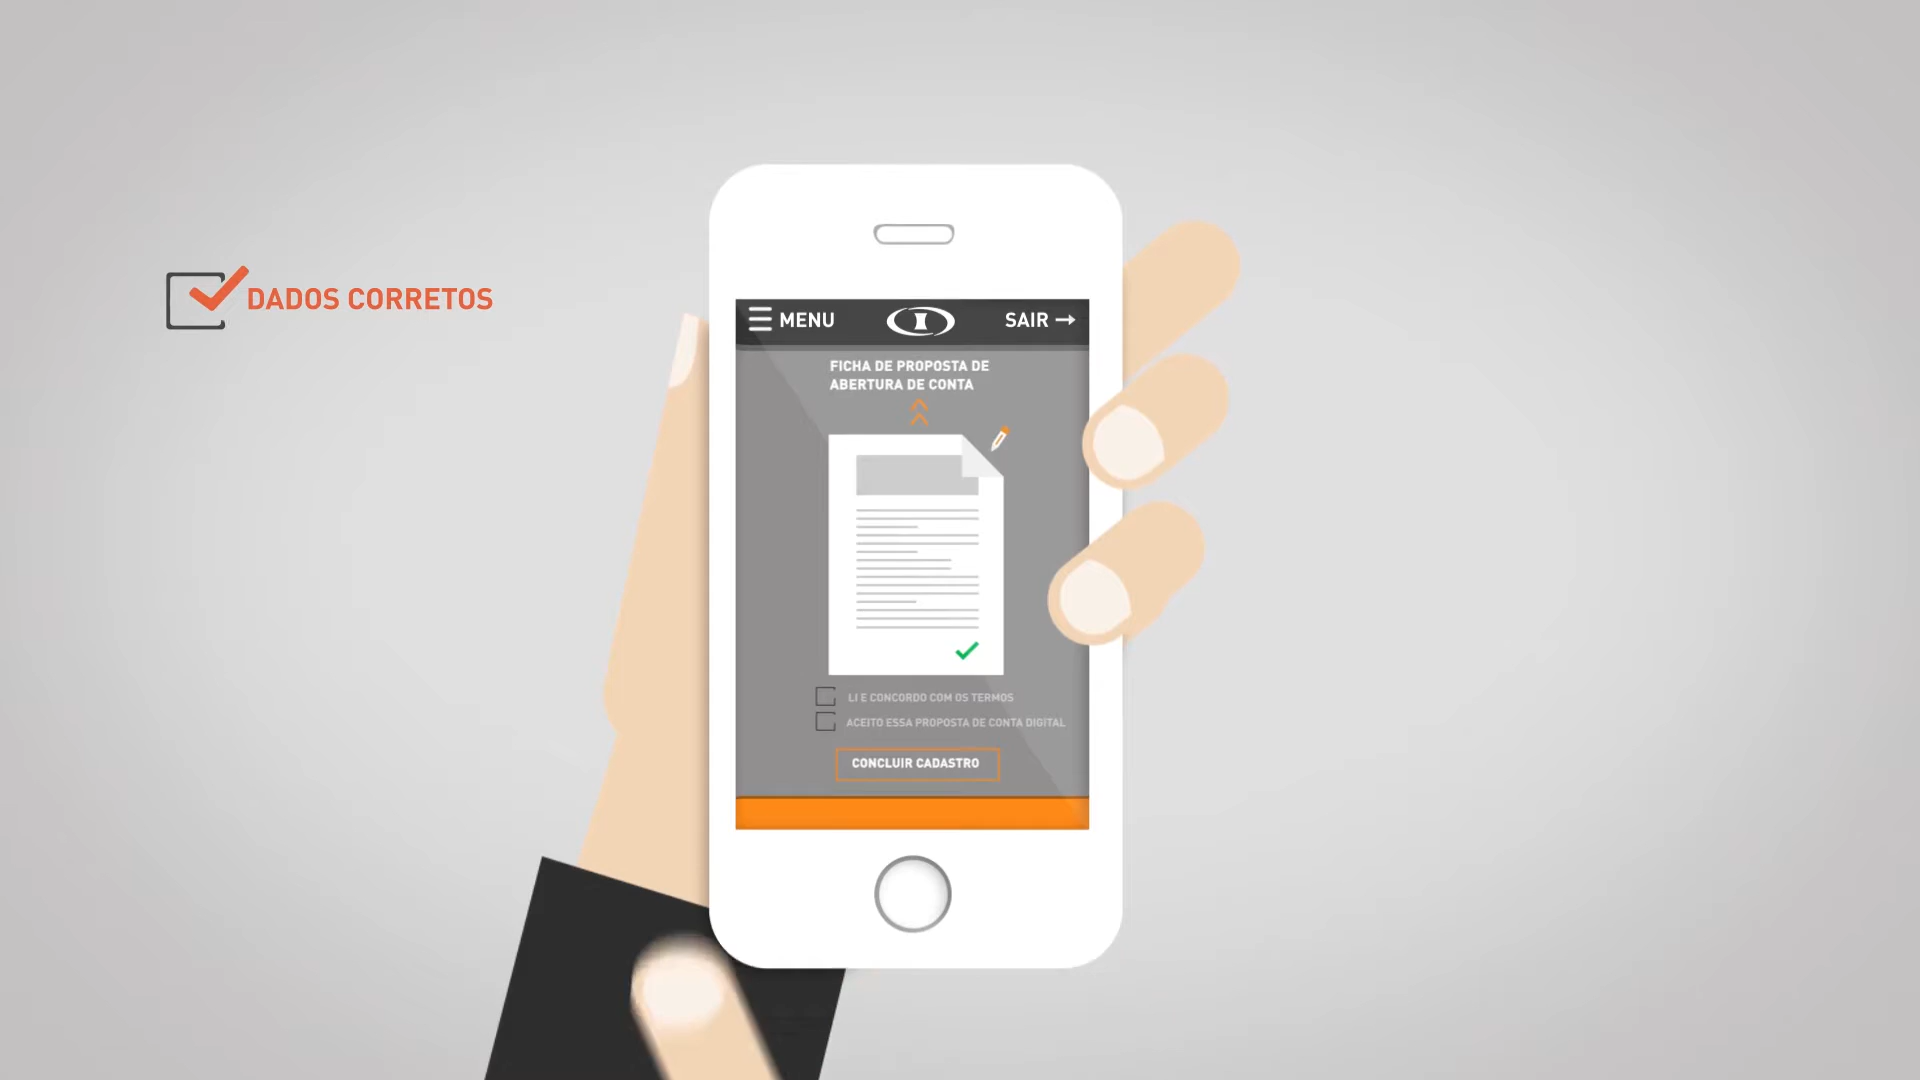 DADOS CORRETOS
MENU
SAIR
FICHA DE PROPOSTA DE
ABERTURA DE CONTA
LI E CONCORDO COM OS TERMOS
ACEITO ESSA PROPOSTA DE CONTA DIGITAL
CONCLUIR CADASTRO